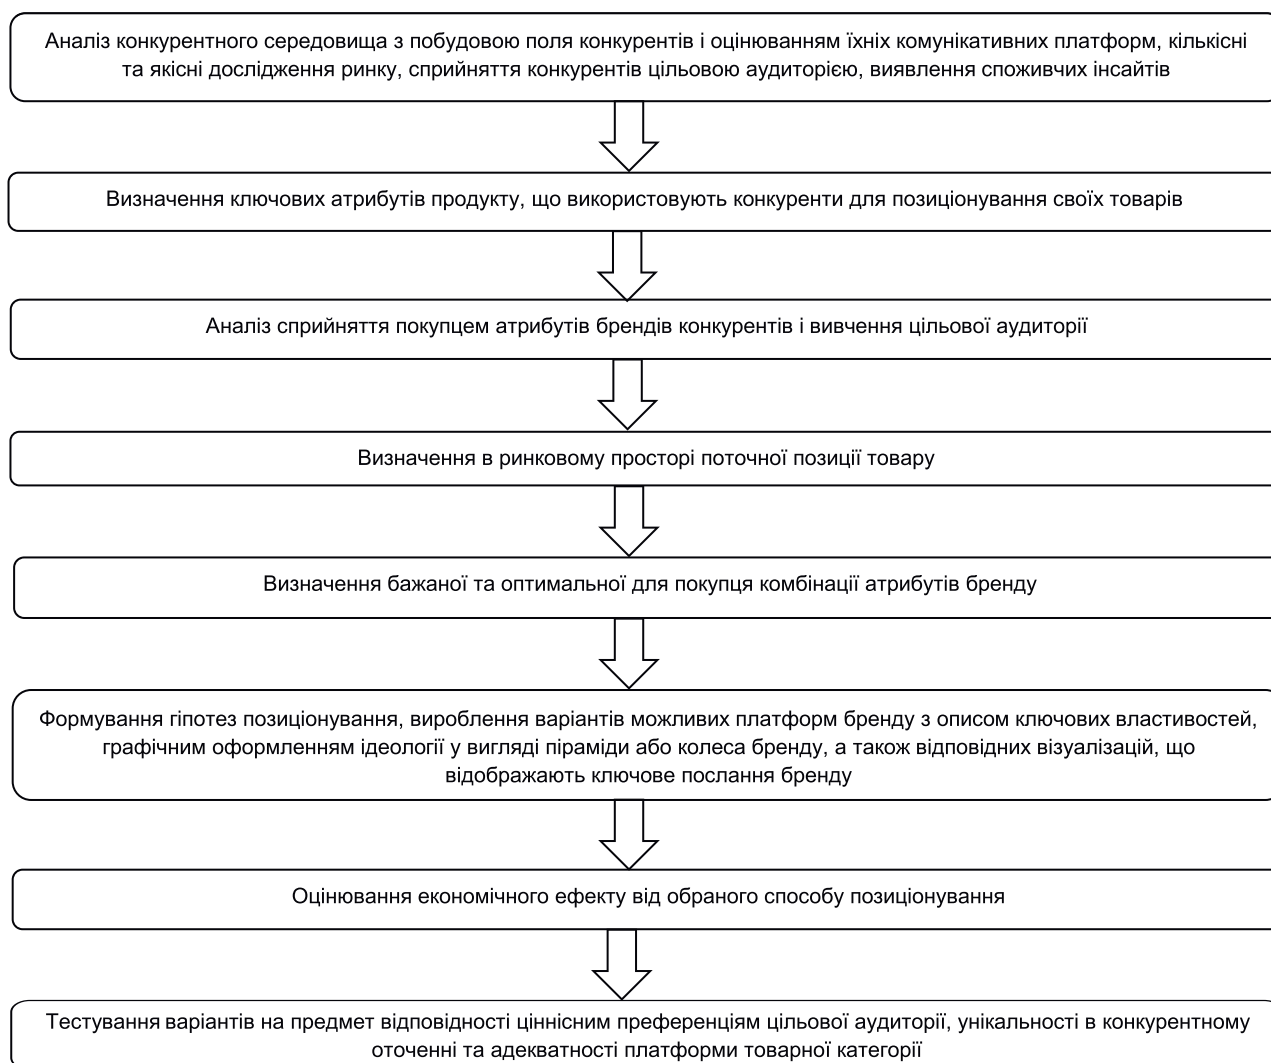 Аналіз конкурентного середовища з побудовою поля конкурентів і оцінюванням їхніх комунікативних платформ, кількісні
та якісні дослідження ринку, сприйняття конкурентів цільовою аудиторією, виявлення споживчих інсайтів
Визначення ключових атрибутів продукту, що використовують конкуренти для позиціонування своїх товарів
Аналіз сприйняття покупцем атрибутів брендів конкурентів і вивчення цільової аудиторії
Визначення в ринковому просторі поточної позиції товару
Визначення бажаної та оптимальної для покупця комбінації атрибутів бренду
Формування гіпотез позиціонування, вироблення варіантів можливих платформ бренду з описом ключових властивостей,
графічним оформленням ідеології у вигляді піраміди або колеса бренду, а також відповідних візуалізацій, що
відображають ключове послання бренду
Оцінювання економічного ефекту від обраного способу позиціонування
Тестування варіантів на предмет відповідності ціннісним преференціям цільової аудиторії, унікальності в конкурентному
оточенні та адекватності платформи товарної категорії